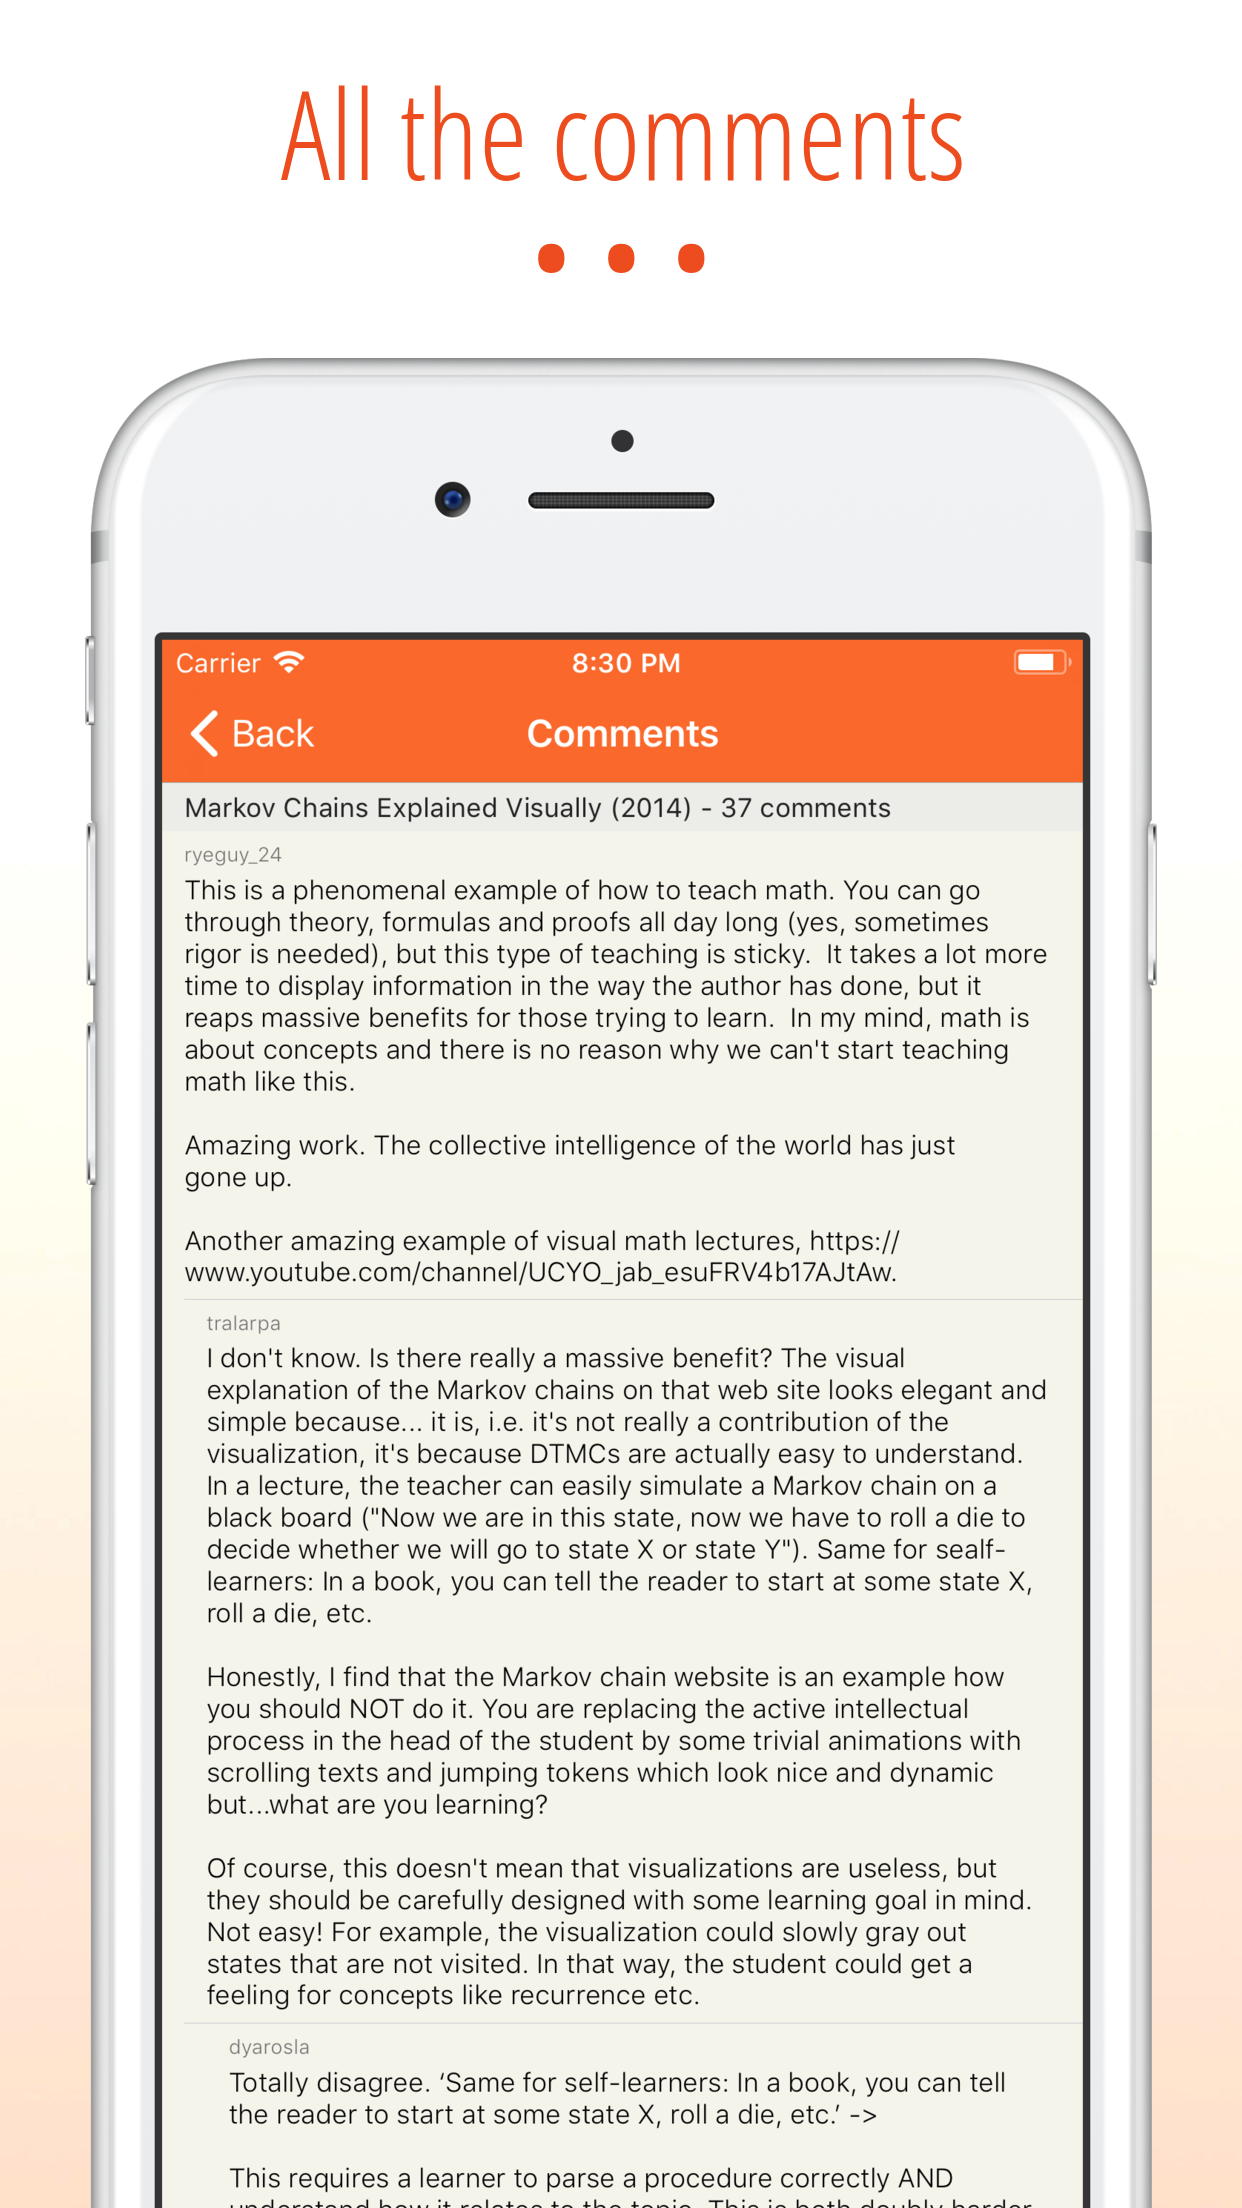 All the comments
Carrier
8:30 PM
Back
Comments
Markov Chains Explained Visually (2014) - 37 comments
ryeguy_24
This is a phenomenal example of how to teach math. You can go
through theory, formulas and proofs all day long (yes, sometimes
rigor is needed), but this type of teaching is sticky.  It takes a lot more
time to display information in the way the author has done, but it
reaps massive benefits for those trying to learn.  In my mind, math is
about concepts and there is no reason why we can't start teaching
math like this.
Amazing work. The collective intelligence of the world has just
gone up.
Another amazing example of visual math lectures, https://
www.youtube.com/channel/UCYO_jab_esuFRV4b17AJtAw.
tralarpa
I don't know. Is there really a massive benefit? The visual
explanation of the Markov chains on that web site looks elegant and
simple because... it is, i.e. it's not really a contribution of the
visualization, it's because DTMCs are actually easy to understand.
In a lecture, the teacher can easily simulate a Markov chain on a
black board ("Now we are in this state, now we have to roll a die to
decide whether we will go to state X or state Y"). Same for sealf-
learners: In a book, you can tell the reader to start at some state X,
roll a die, etc.
Honestly, I find that the Markov chain website is an example how
you should NOT do it. You are replacing the active intellectual
process in the head of the student by some trivial animations with
scrolling texts and jumping tokens which look nice and dynamic
but...what are you learning?
Of course, this doesn't mean that visualizations are useless, but
they should be carefully designed with some learning goal in mind.
Not easy! For example, the visualization could slowly gray out
states that are not visited. In that way, the student could get a
feeling for concepts like recurrence etc.
dyarosla
Totally disagree. ‘Same for self-learners: In a book, you can tell
the reader to start at some state X, roll a die, etc.’ ->
This requires a learner to parse a procedure correctly AND
understand how it relates to the topic. This is both doubly harder